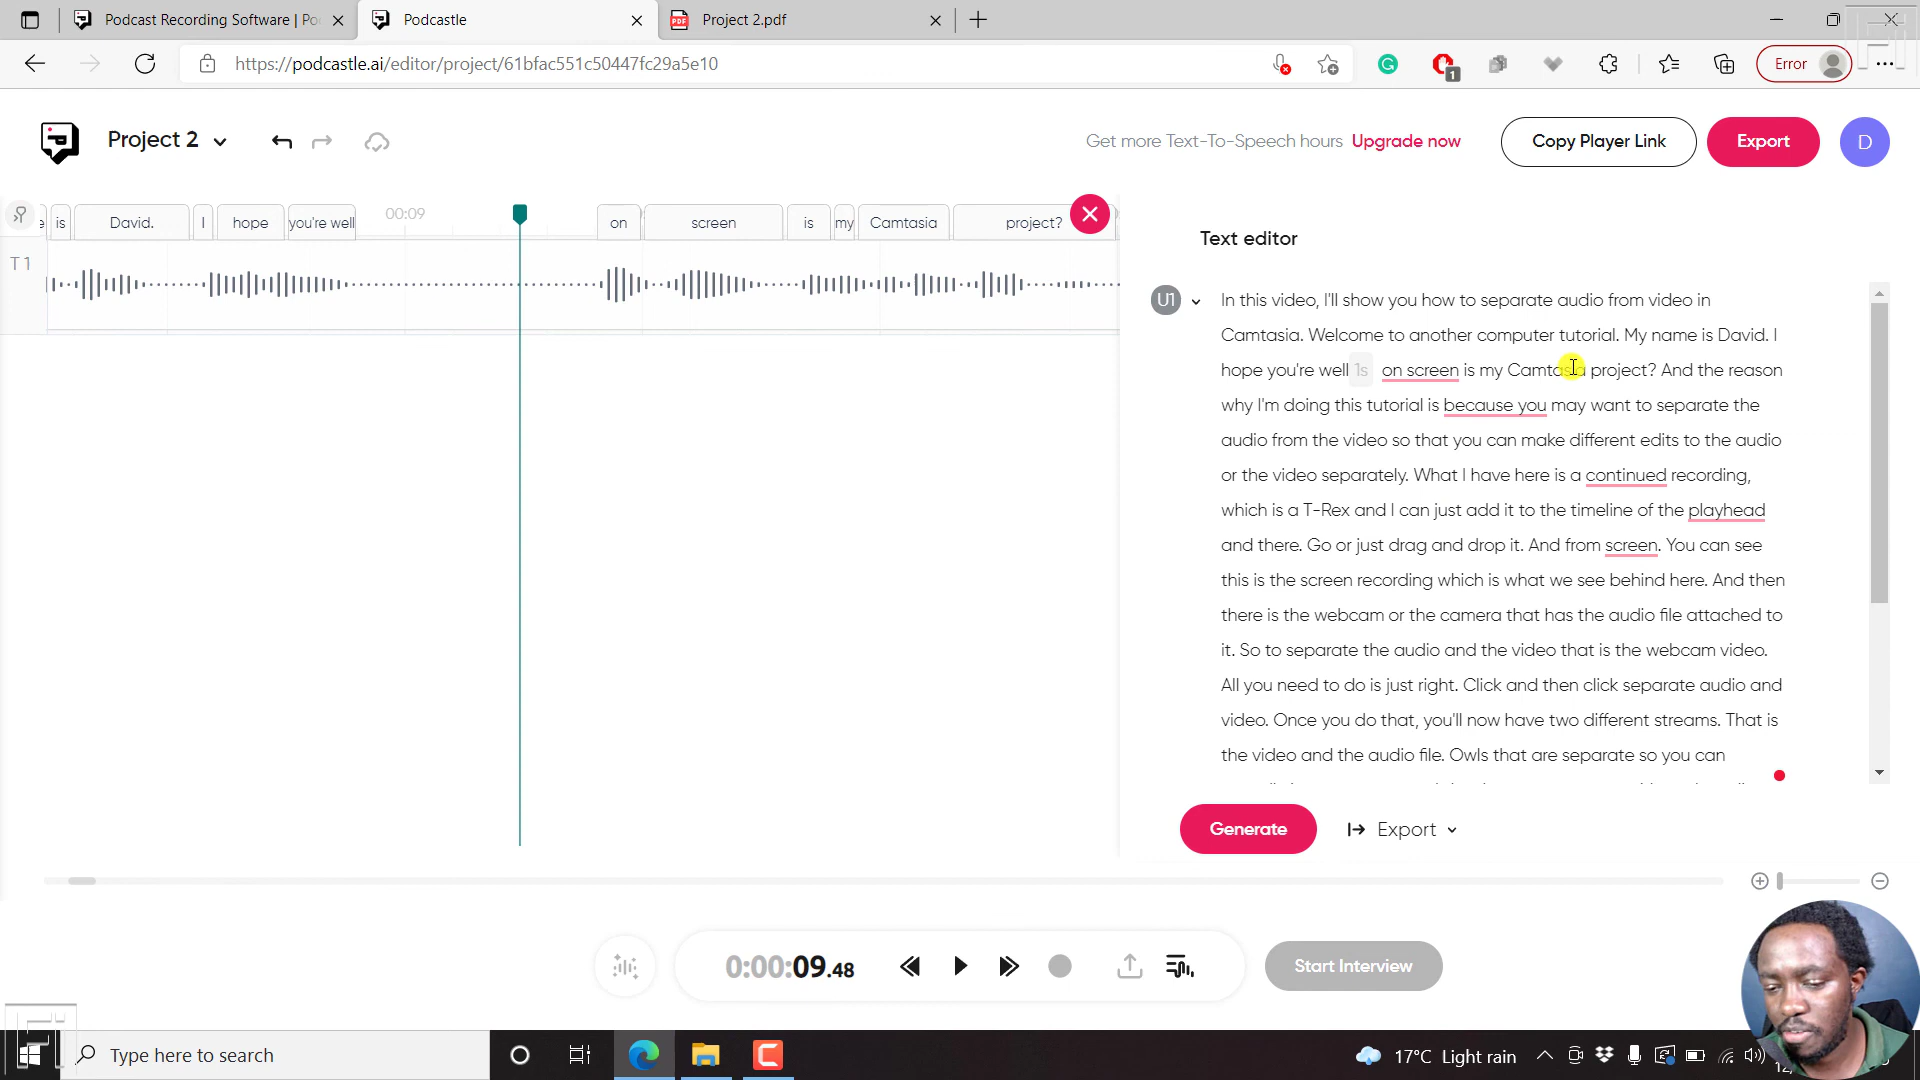 Podcast Recording Software | Po
Podcastle
Project 2.pdf
https://podcastle.ai/editor/project/61bfac551c50447fc29a5e10
1
Error
Project 2
Get more Text-To-Speech hours Upgrade now
Copy Player Link
Export
D
e is David. I hope you're well 00:09 on screen is my Camtasia project?
T 1
Text editor
U1
In this video, I'll show you how to separate audio from video in
Camtasia. Welcome to another computer tutorial. My name is David. I
hope you're well 1s on screen is my Camtasia project? And the reason
why I'm doing this tutorial is because you may want to separate the
audio from the video so that you can make different edits to the audio
or the video separately. What I have here is a continued recording,
which is a T-Rex and I can just add it to the timeline of the playhead
and there. Go or just drag and drop it. And from screen. You can see
this is the screen recording which is what we see behind here. And then
there is the webcam or the camera that has the audio file attached to
it. So to separate the audio and the video that is the webcam video.
All you need to do is just right. Click and then click separate audio and
video. Once you do that, you'll now have two different streams. That is
the video and the audio file. Owls that are separate so you can
Generate
Export
0:00:09.48
Start Interview
Type here to search
17°C Light rain